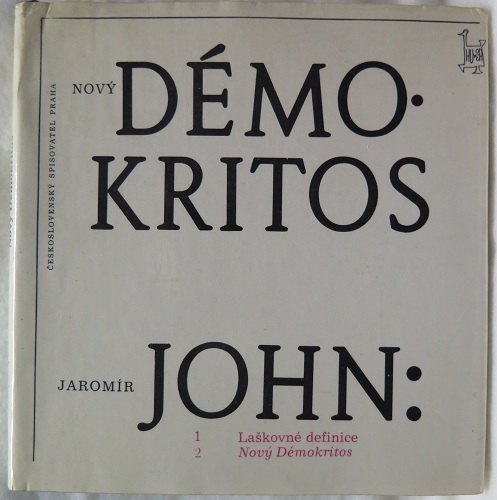 ČESKOSLOVENSKÝ SPISOVATEL PRAHA
NOVÝ DÉMO·
KRITOS
JAROMÍR JOHN:
1 Laškovné definice
2 Nový Démokritos